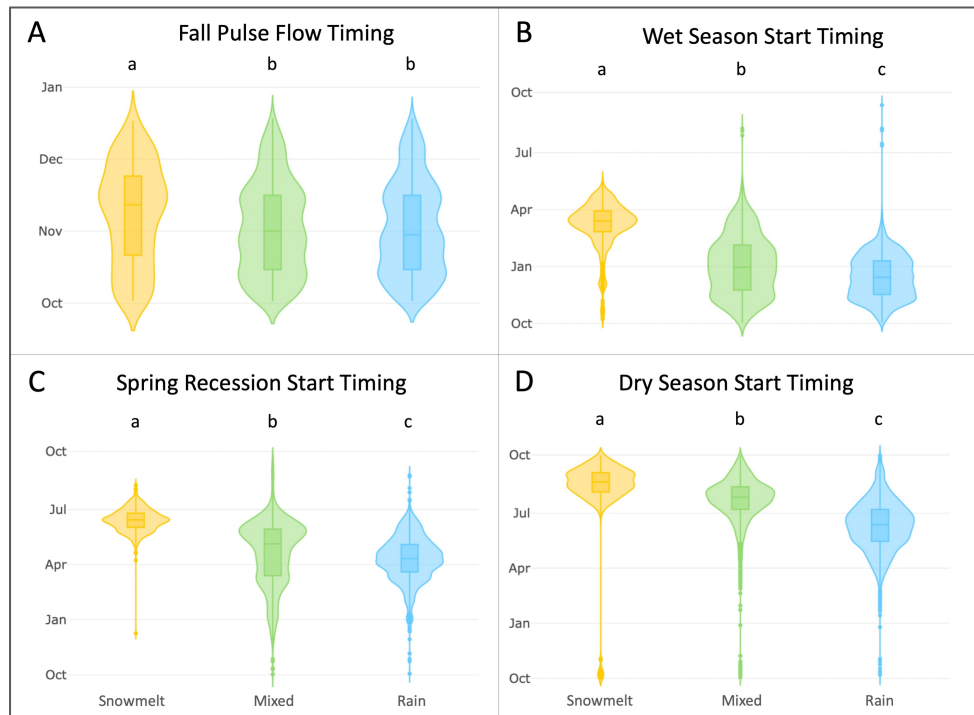 A Fall Pulse Flow Timing
a b b
Jan
Dec
Nov
Oct
B Wet Season Start Timing
a b c
Oct
Jul
Apr
Jan
Oct
C Spring Recession Start Timing
a b c
Oct
Jul
Apr
Jan
Oct
Snowmelt Mixed Rain
D Dry Season Start Timing
a b c
Oct
Jul
Apr
Jan
Oct
Snowmelt Mixed Rain